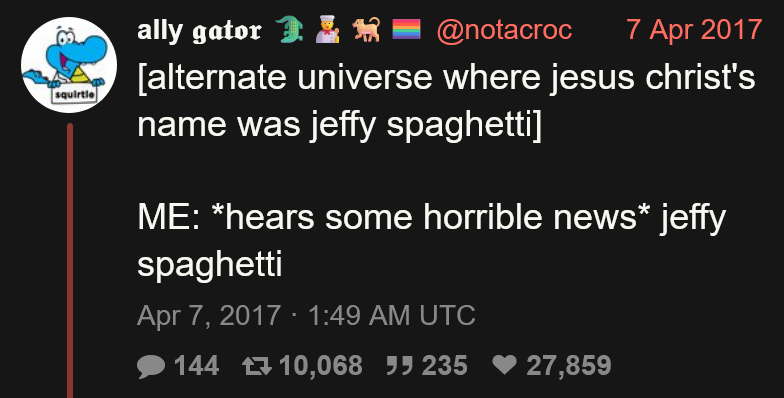 ally 𝖌𝖆𝖙𝖔𝖗 🐊 👩‍🍳 🐕 🏳️‍🌈 @notacroc 7 Apr 2017
squirtle
[alternate universe where jesus christ's
name was jeffy spaghetti]
ME: *hears some horrible news* jeffy
spaghetti
Apr 7, 2017 · 1:49 AM UTC
144 10,068 235 27,859